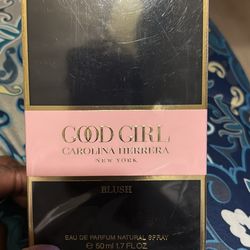 GOOD GIRL
CAROLINA HERRERA
NEW YORK
BLUSH
EAU DE PARFUM NATURAL SPRAY
℮ 50 ml 1.7 FL.OZ